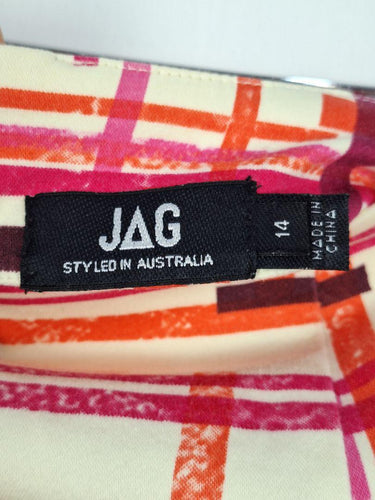 JAG
STYLED IN AUSTRALIA
14
MADE IN
CHINA